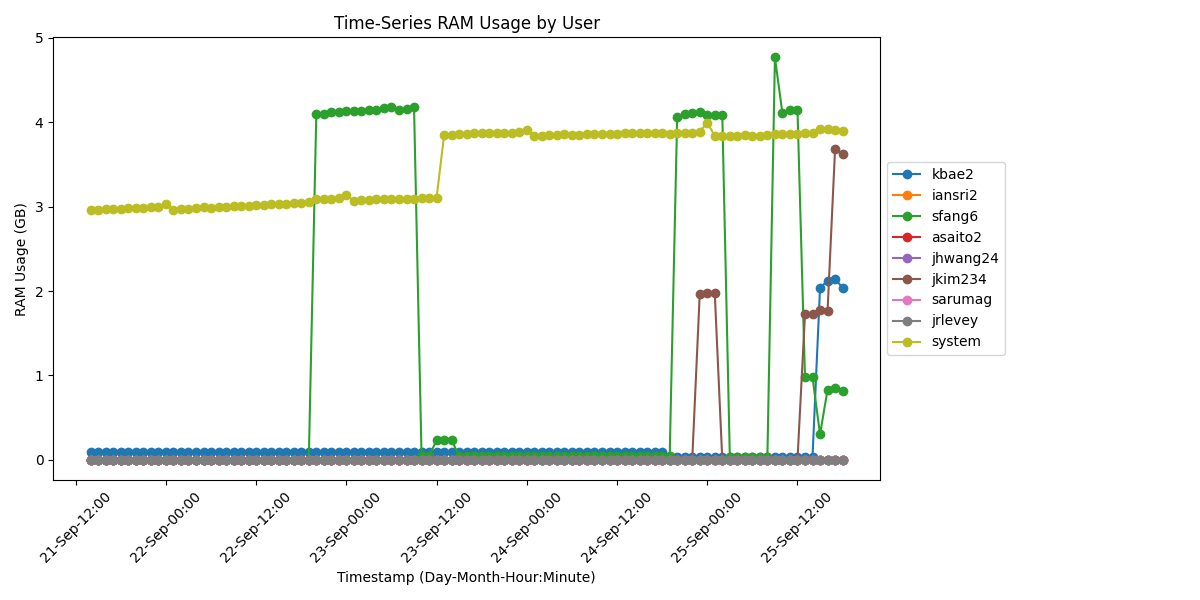 Time-Series RAM Usage by User
RAM Usage (GB)
5
4
3
2
1
0
21-Sep-12:00
22-Sep-00:00
22-Sep-12:00
23-Sep-00:00
23-Sep-12:00
24-Sep-00:00
24-Sep-12:00
25-Sep-00:00
25-Sep-12:00
Timestamp (Day-Month-Hour:Minute)
kbae2
iansri2
sfang6
asaito2
jhwang24
jkim234
sarumag
jrlevey
system